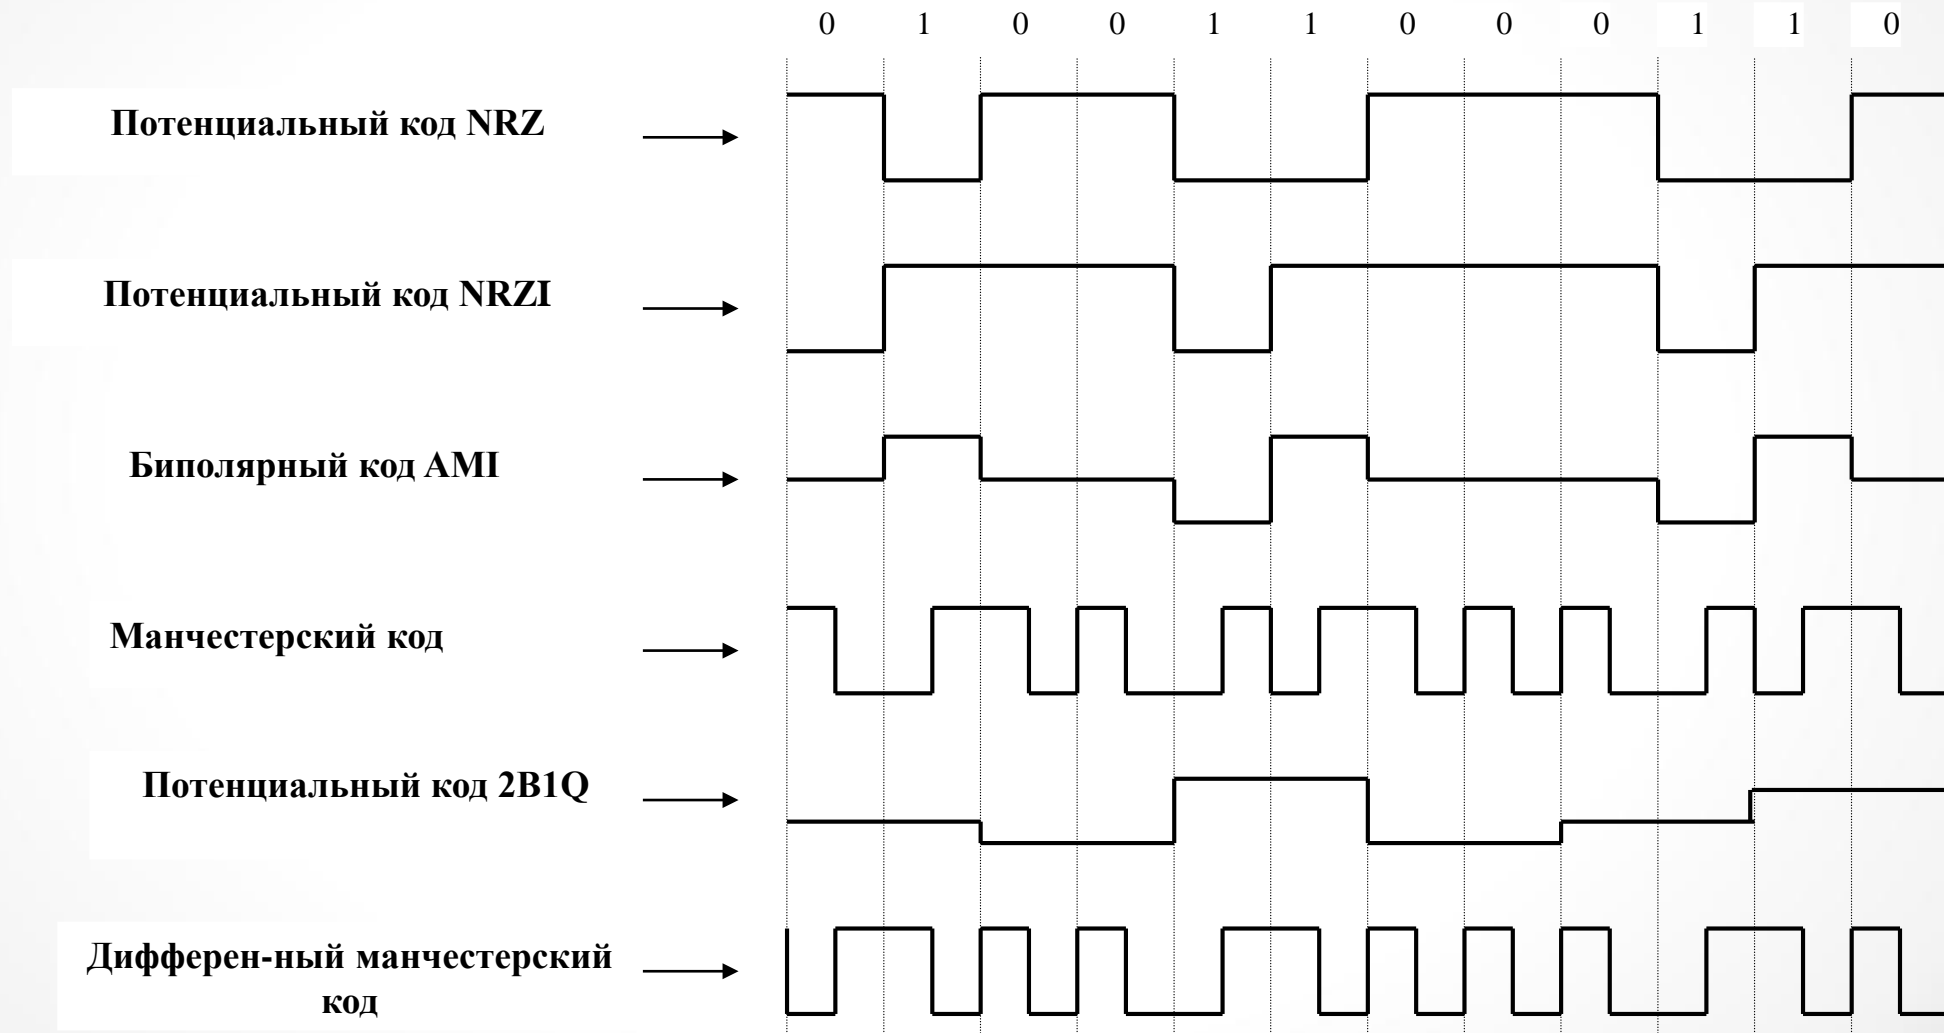 0 1 0 0 1 1 0 0 0 1 1 0
Потенциальный код NRZ
Потенциальный код NRZI
Биполярный код AMI
Манчестерский код
Потенциальный код 2B1Q
Дифферен-ный манчестерский
код